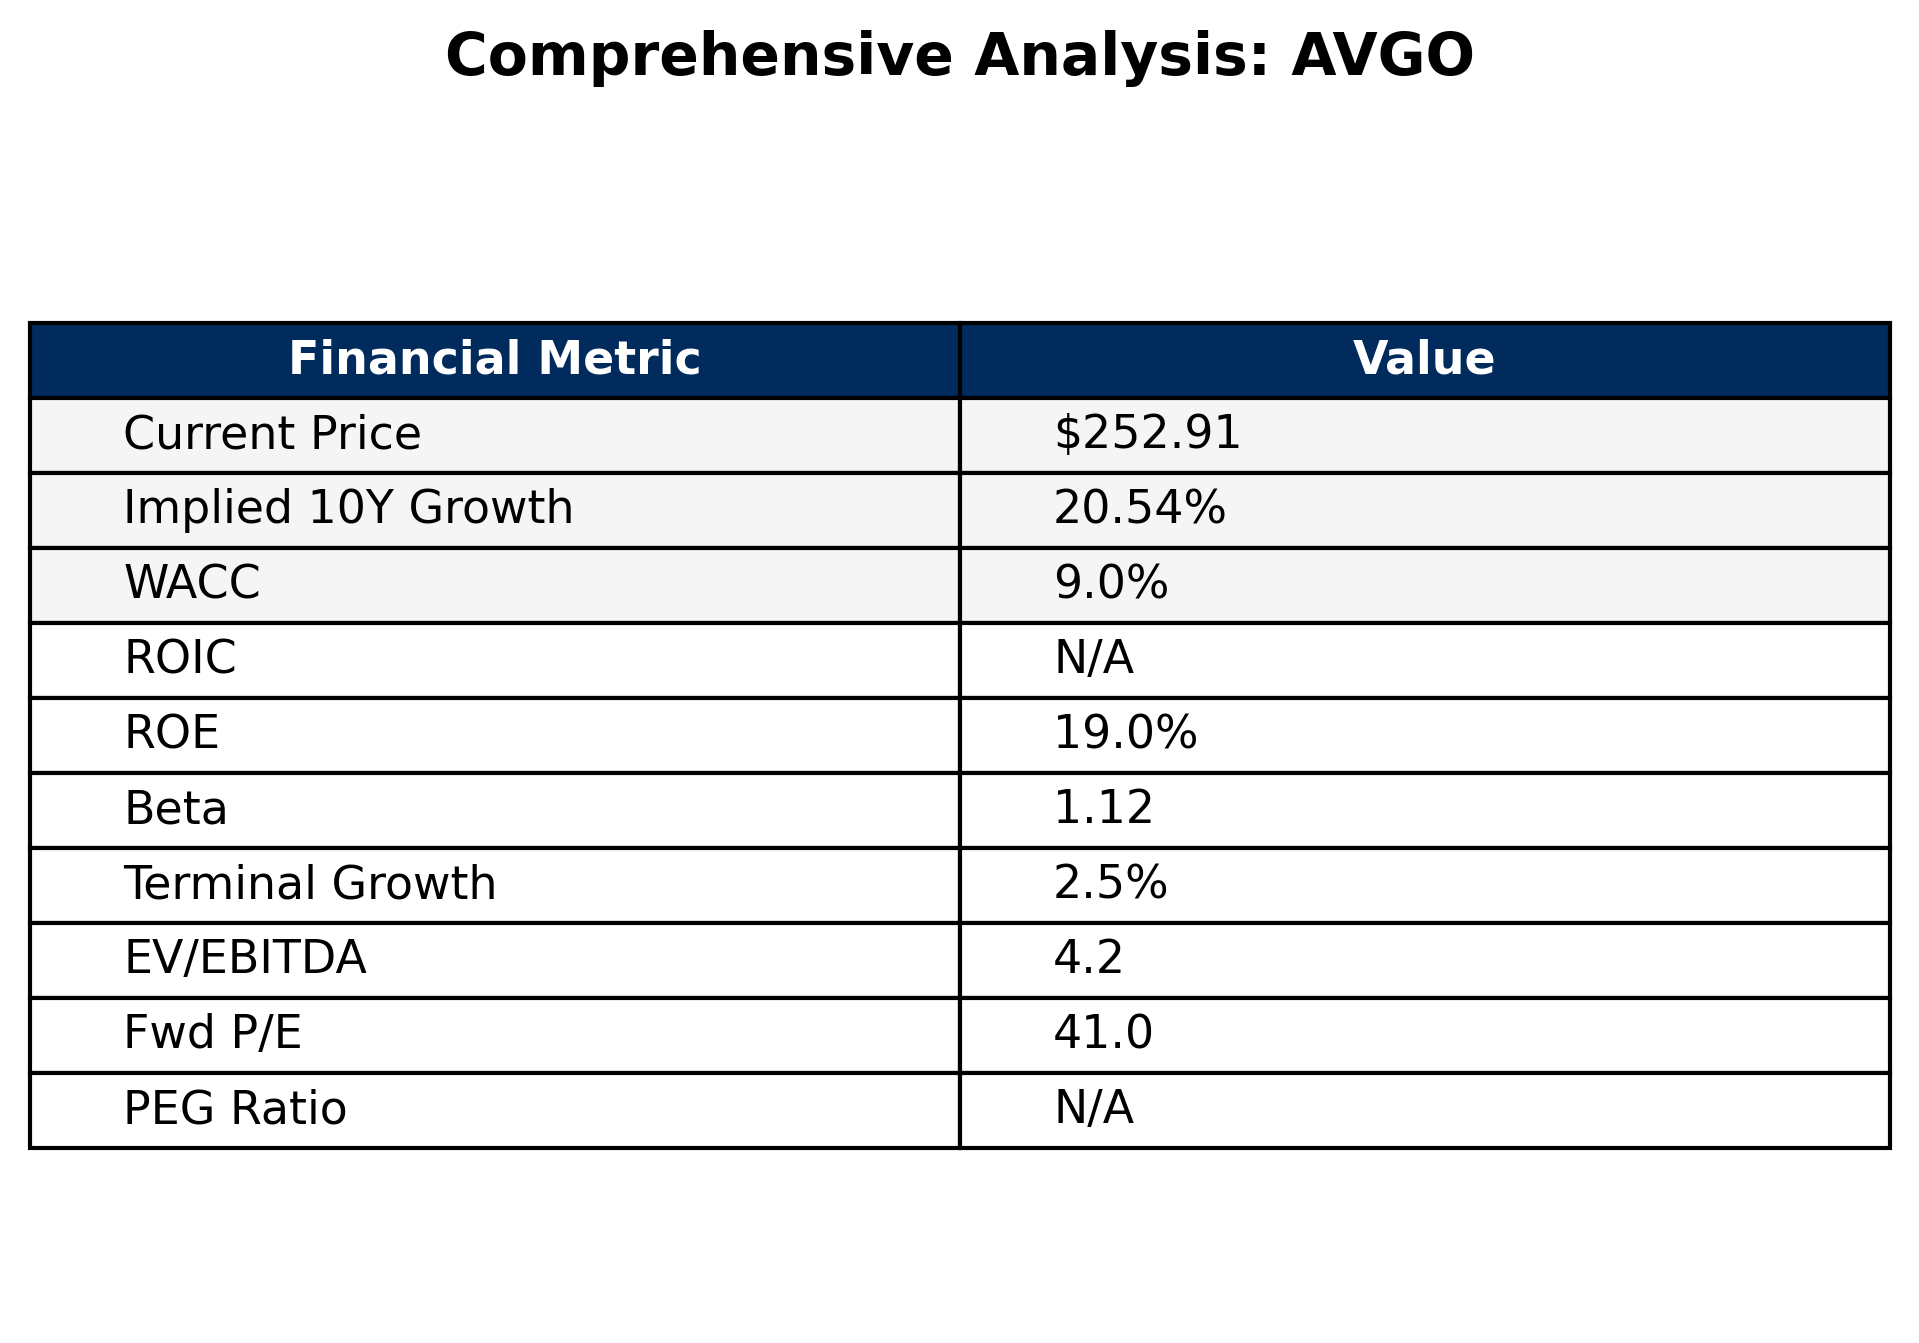 Comprehensive Analysis: AVGO
Financial Metric Value
Current Price $252.91
Implied 10Y Growth 20.54%
WACC 9.0%
ROIC N/A
ROE 19.0%
Beta 1.12
Terminal Growth 2.5%
EV/EBITDA 4.2
Fwd P/E 41.0
PEG Ratio N/A